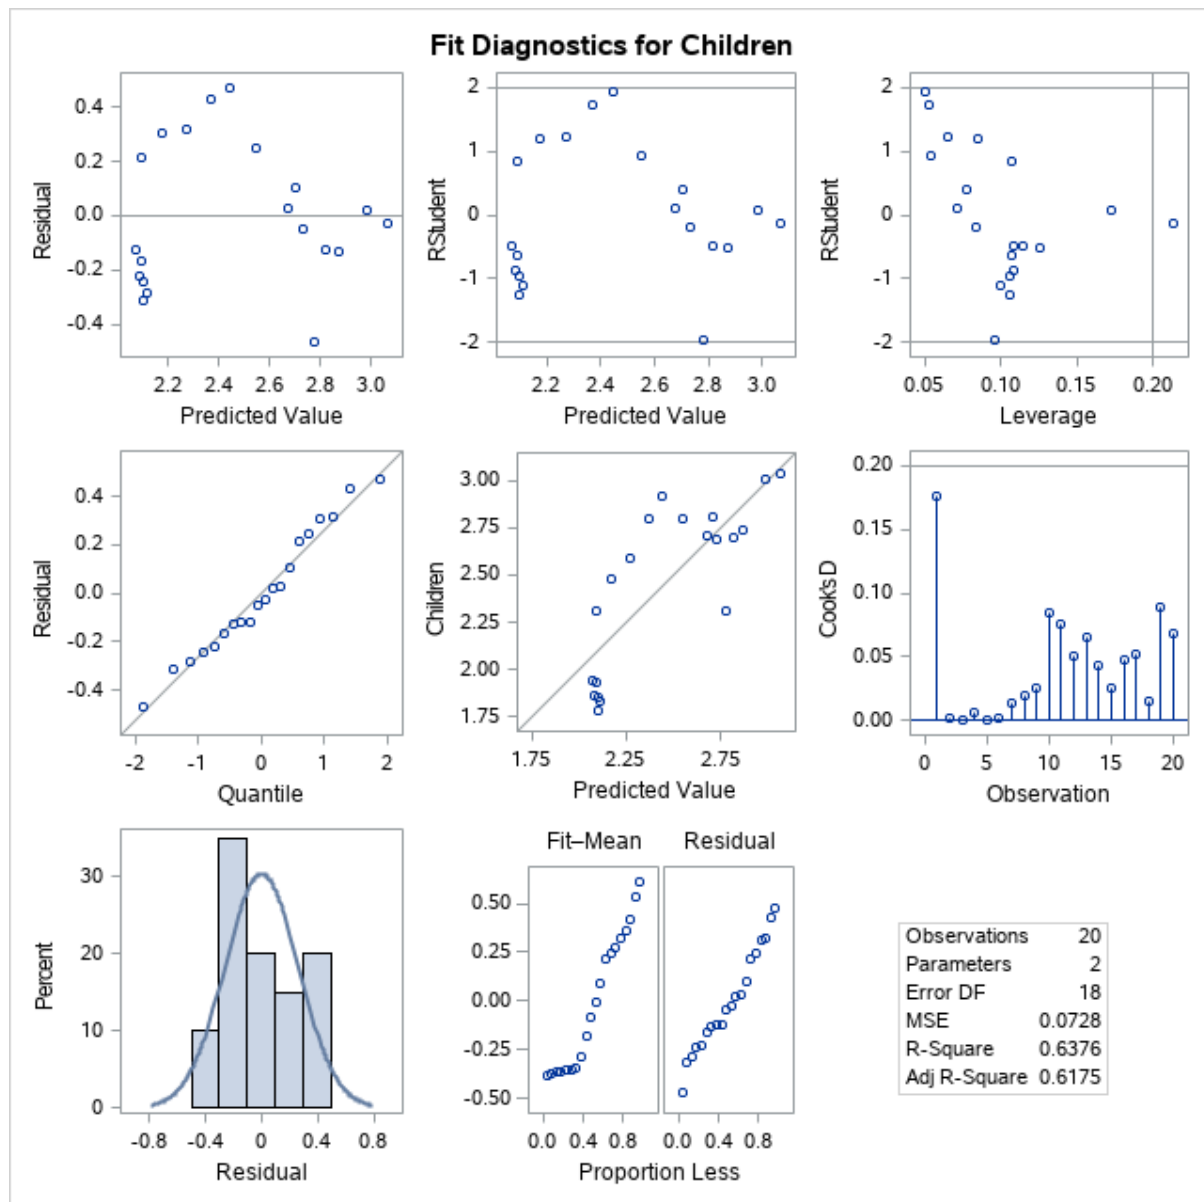 Fit Diagnostics for Children
Residual
0.4
0.2
0.0
-0.2
-0.4
2.2 2.4 2.6 2.8 3.0
Predicted Value
RStudent
2
1
0
-1
-2
2.2 2.4 2.6 2.8 3.0
Predicted Value
RStudent
2
1
0
-1
-2
0.05 0.10 0.15 0.20
Leverage
Residual
0.4
0.2
0.0
-0.2
-0.4
-2 -1 0 1 2
Quantile
Children
3.00
2.75
2.50
2.25
2.00
1.75
1.75 2.25 2.75
Predicted Value
Cook's D
0.20
0.15
0.10
0.05
0.00
0 5 10 15 20
Observation
Percent
30
20
10
0
-0.8 -0.4 0 0.4 0.8
Residual
Fit–Mean Residual
0.50
0.25
0.00
-0.25
-0.50
0.0 0.4 0.8 0.0 0.4 0.8
Proportion Less
Observations 20
Parameters 2
Error DF 18
MSE 0.0728
R-Square 0.6376
Adj R-Square 0.6175